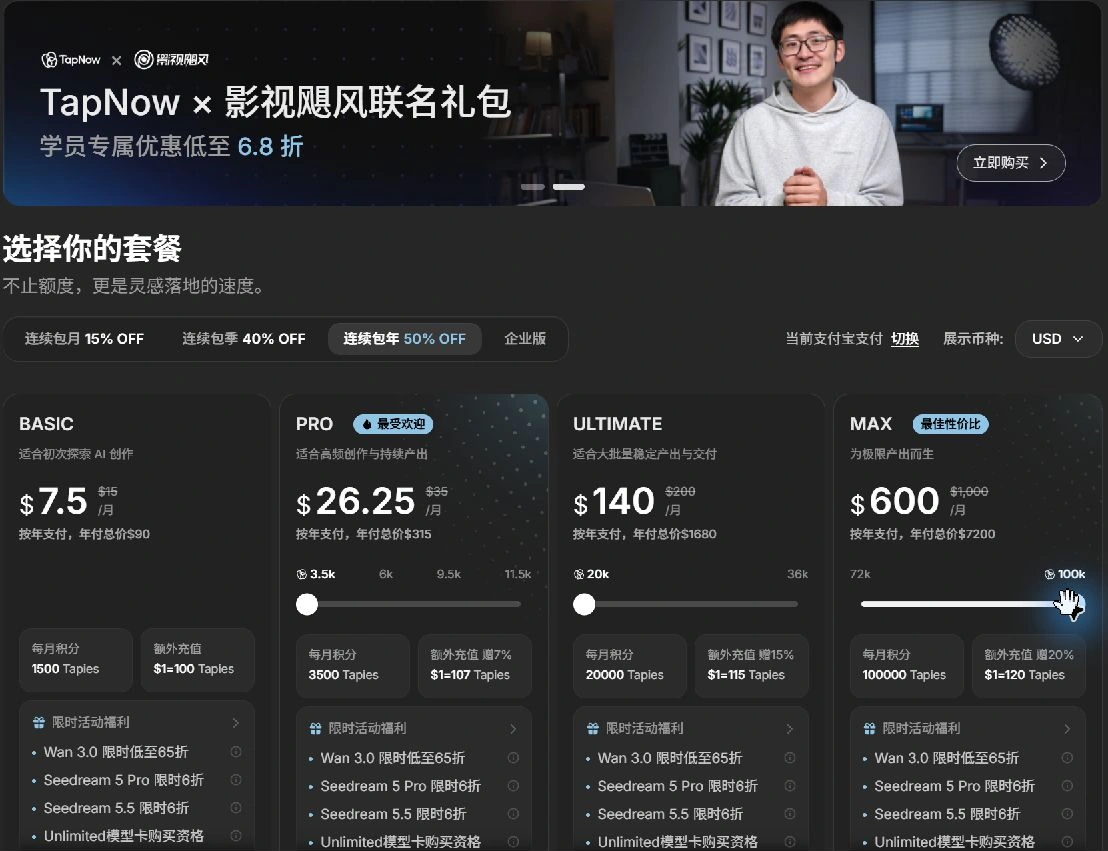 TapNow × 影视飓风
TapNow × 影视飓风联名礼包
学员专属优惠低至 6.8 折
立即购买
选择你的套餐
不止额度，更是灵感落地的速度。
连续包月 15% OFF 连续包季 40% OFF 连续包年 50% OFF 企业版 当前支付宝支付 切换 展示币种: USD
BASIC
适合初次探索 AI 创作
$7.5 $15 /月
按年支付，年付总价$90
每月积分
1500 Tapies
额外充值
$1=100 Tapies
限时活动福利
• Wan 3.0 限时低至65折
• Seedream 5 Pro 限时6折
• Seedream 5.5 限时6折
• Unlimited模型卡购买资格
PRO 最受欢迎
适合高频创作与持续产出
$26.25 $35 /月
按年支付，年付总价$315
3.5k 6k 9.5k 11.5k
每月积分
3500 Tapies
额外充值 赠7%
$1=107 Tapies
限时活动福利
• Wan 3.0 限时低至65折
• Seedream 5 Pro 限时6折
• Seedream 5.5 限时6折
• Unlimited模型卡购买资格
ULTIMATE
适合大批量稳定产出与交付
$140 $200 /月
按年支付，年付总价$1680
20k 36k
每月积分
20000 Tapies
额外充值 赠15%
$1=115 Tapies
限时活动福利
• Wan 3.0 限时低至65折
• Seedream 5 Pro 限时6折
• Seedream 5.5 限时6折
• Unlimited模型卡购买资格
MAX 最佳性价比
为极限产出而生
$600 $1,000 /月
按年支付，年付总价$7200
72k 100k
每月积分
100000 Tapies
额外充值 赠20%
$1=120 Tapies
限时活动福利
• Wan 3.0 限时低至65折
• Seedream 5 Pro 限时6折
• Seedream 5.5 限时6折
• Unlimited模型卡购买资格